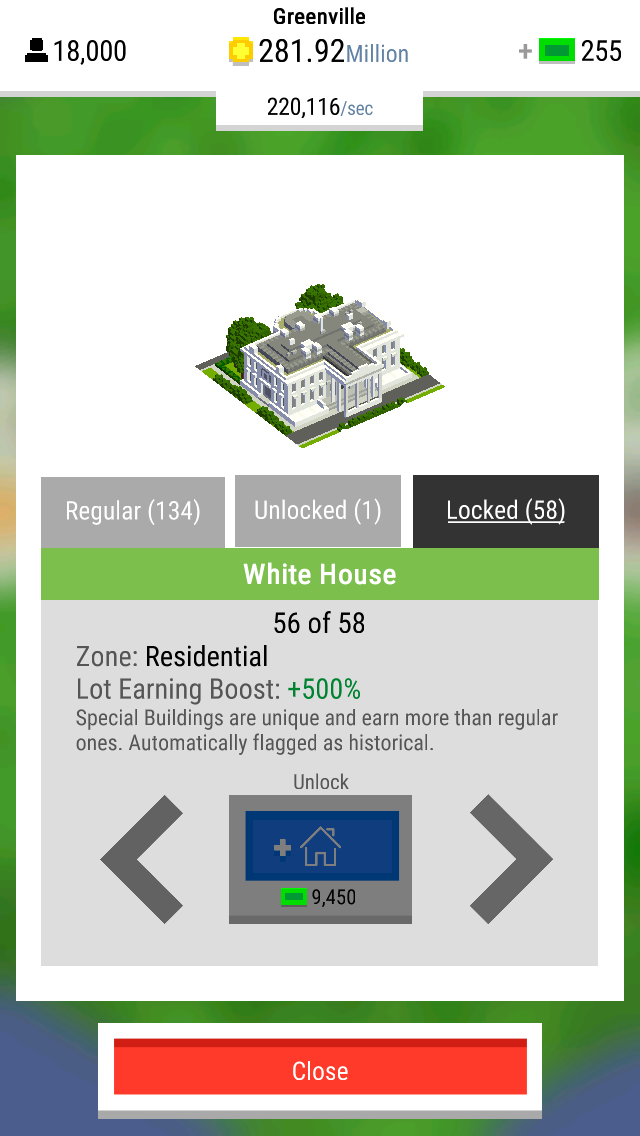 Greenville
18,000
281.92Million
+ 255
220,116/sec
Regular (134)
Unlocked (1)
Locked (58)
White House
56 of 58
Zone: Residential
Lot Earning Boost: +500%
Special Buildings are unique and earn more than regular
ones. Automatically flagged as historical.
Unlock
+
9,450
Close